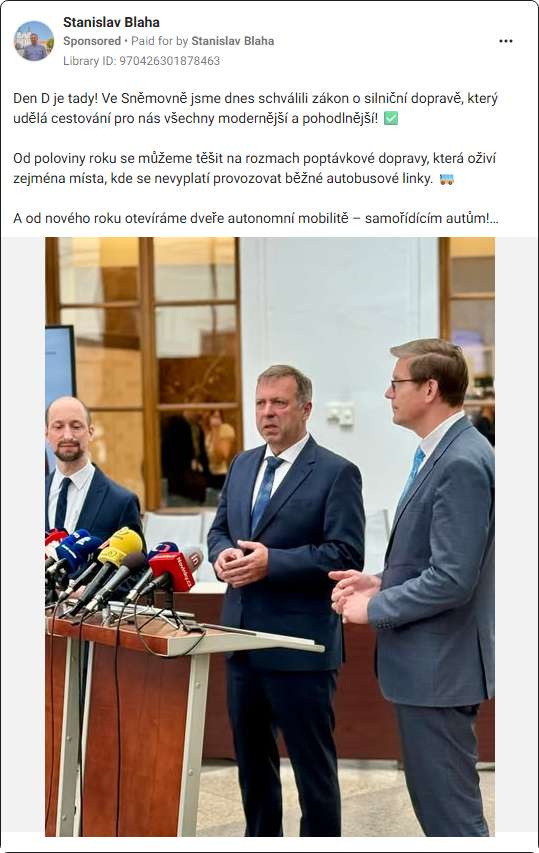 Stanislav Blaha
Sponsored • Paid for by Stanislav Blaha
Library ID: 970426301878463
Den D je tady! Ve Sněmovně jsme dnes schválili zákon o silniční dopravě, který
udělá cestování pro nás všechny modernější a pohodlnější! ✅
Od poloviny roku se můžeme těšit na rozmach poptávkové dopravy, která oživí
zejména místa, kde se nevyplatí provozovat běžné autobusové linky. 🚌
A od nového roku otevíráme dveře autonomní mobilitě – samořídícím autům!...